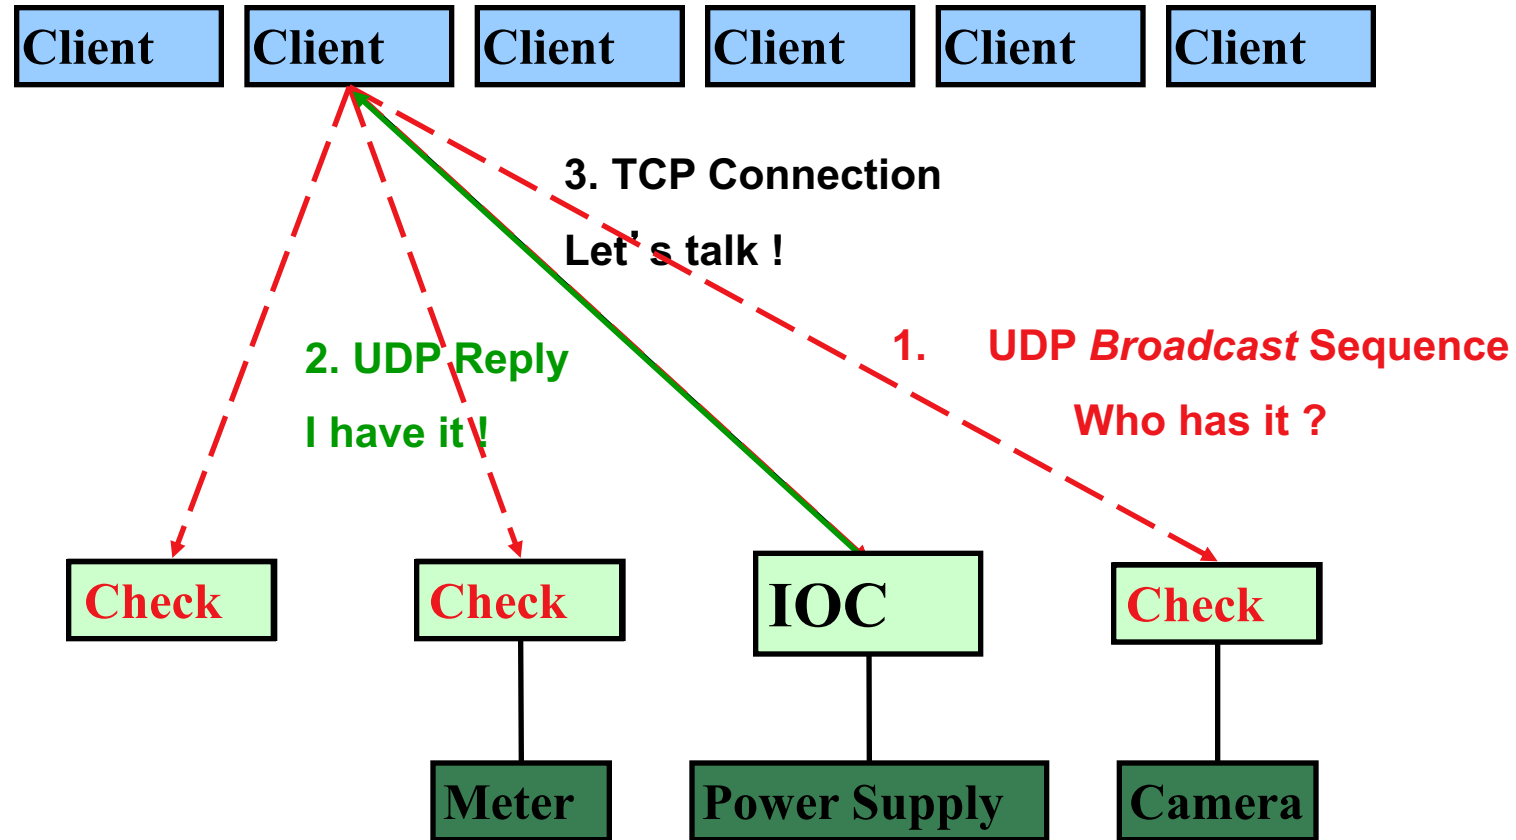 Client Client Client Client Client Client
3. TCP Connection
Let’s talk !
1. UDP Broadcast Sequence
Who has it ?
2. UDP Reply
I have it !
Check Check IOC Check
Meter Power Supply Camera